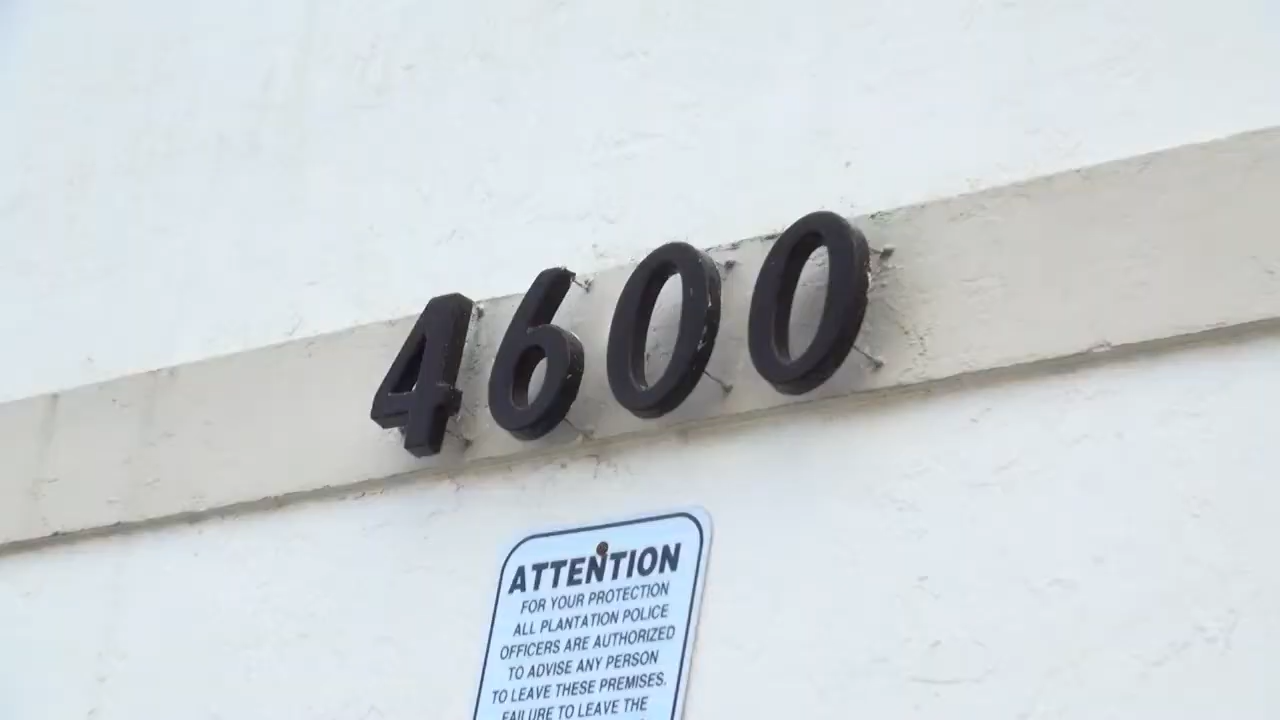 4600
ATTENTION
FOR YOUR PROTECTION
ALL PLANTATION POLICE
OFFICERS ARE AUTHORIZED
TO ADVISE ANY PERSON
TO LEAVE THESE PREMISES.
FAILURE TO LEAVE THE